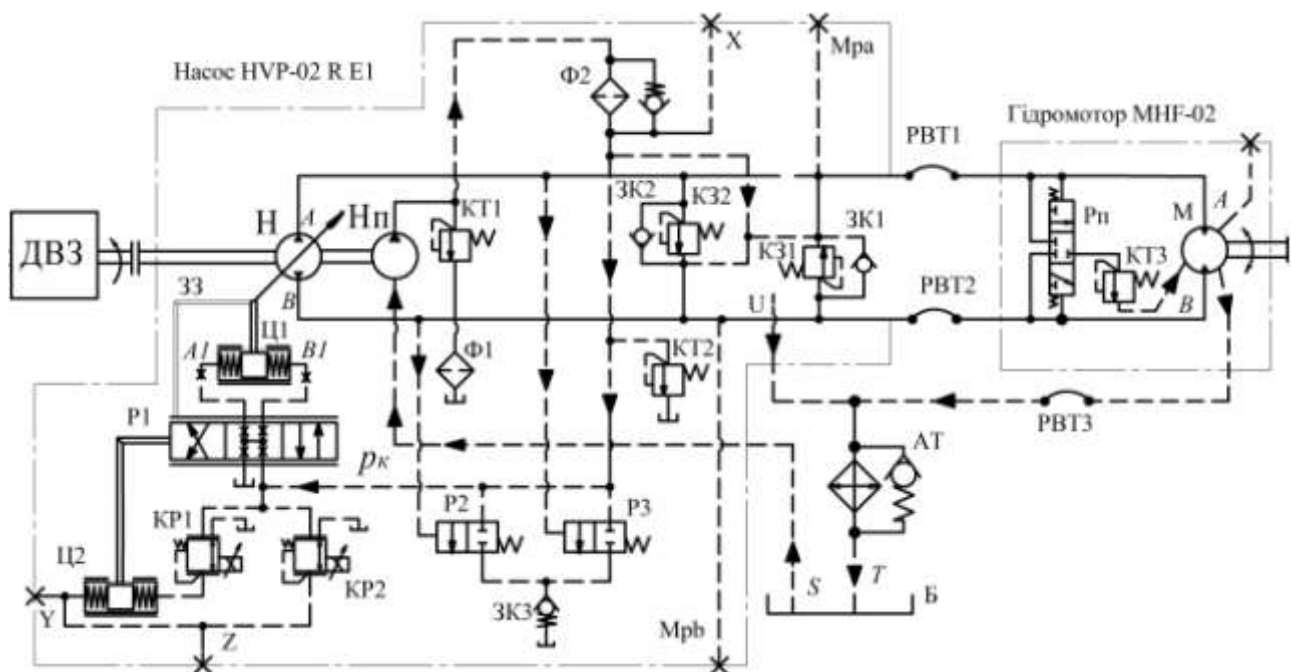 X
Мра
Насос HVP-02 R E1
Ф2
Гідромотор MHF-02
РВТ1
ЗК2
КЗ2
ЗК1
A
Н
A
Нп
КТ1
Рп
М
ДВЗ
КЗ1
КТ3
ЗЗ
B
U
РВТ2
B
Ц1
A1
B1
Ф1
КТ2
Р1
РВТ3
АТ
pк
Р2
Р3
КР1
Ц2
КР2
S
T
Б
Y
Z
ЗК3
Mpb